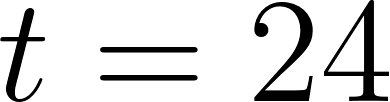 t = 24